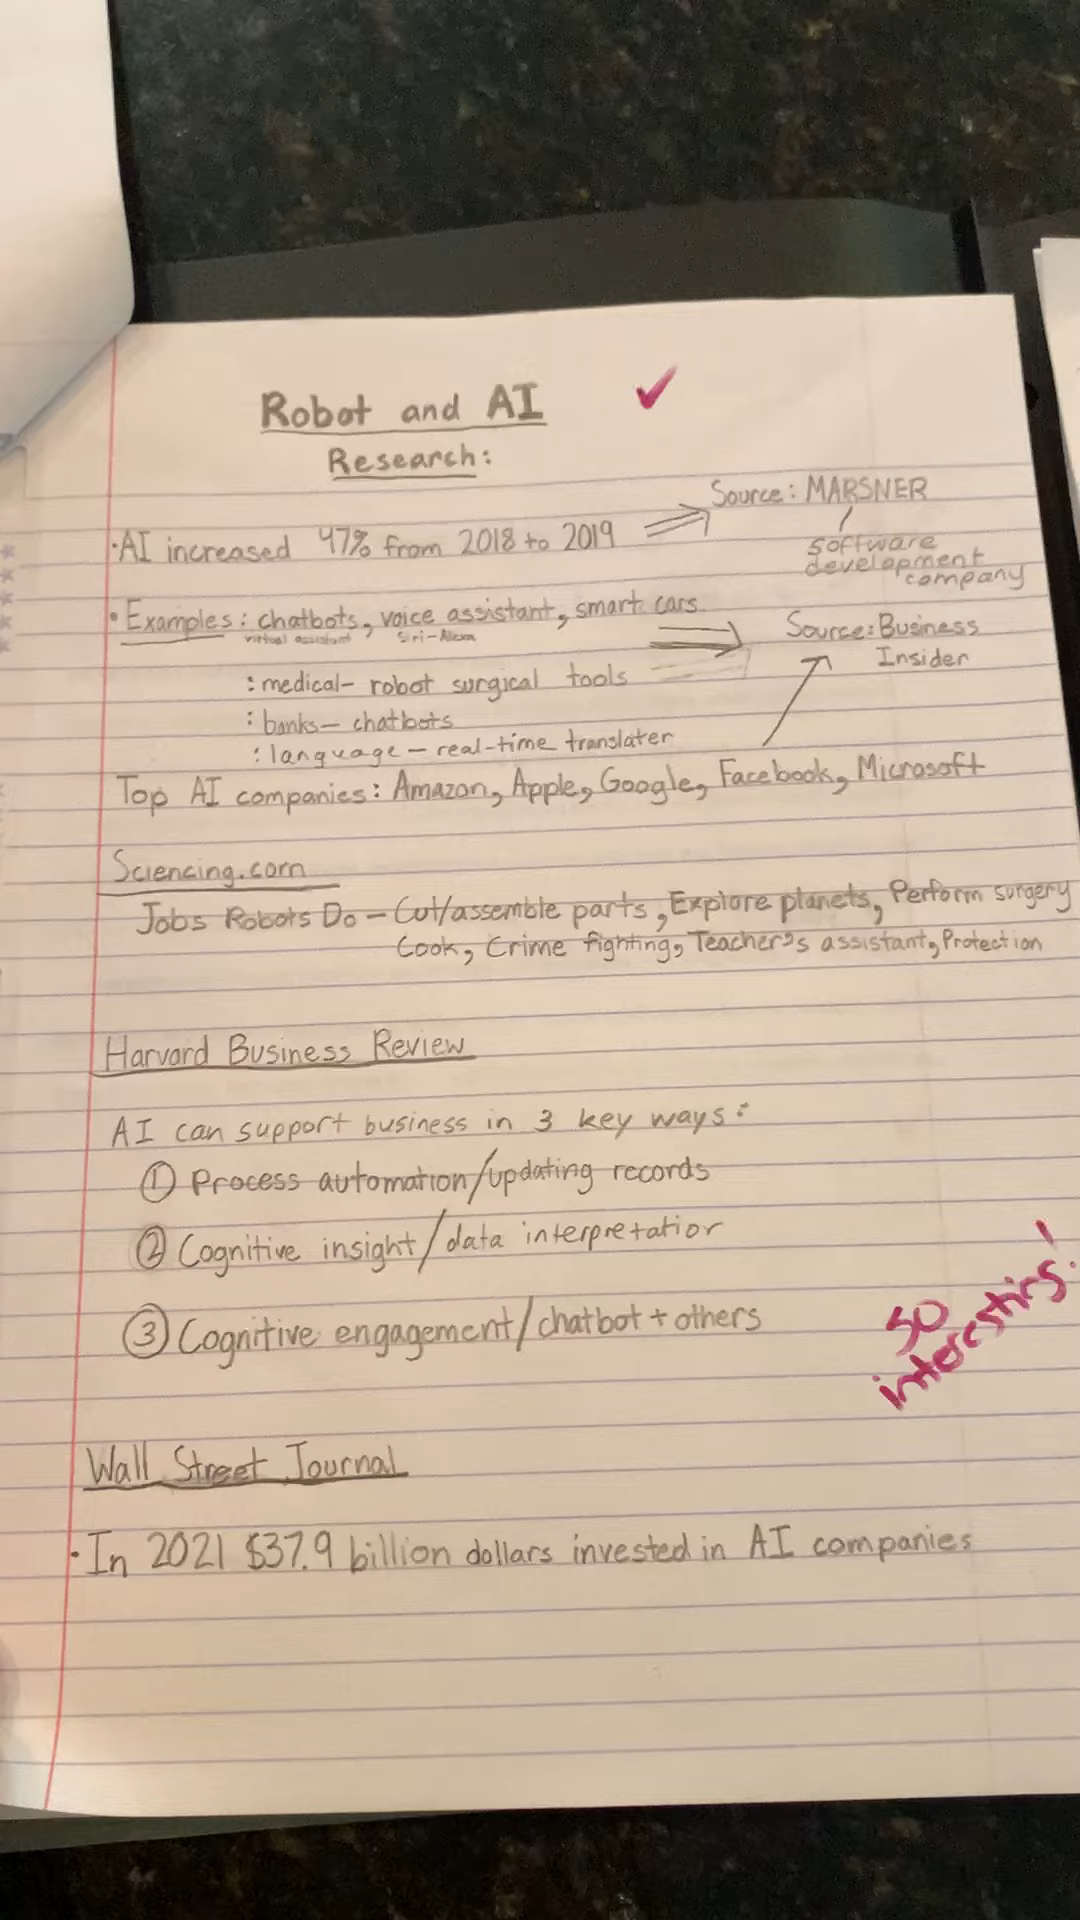 Robot and AI ✓
Research:
Source: MARSNER
·AI increased 47% from 2018 to 2019
software
development
company
· Examples: chatbots, voice assistant, smart cars
virtual assistant Siri-Alexa
Source: Business
Insider
: medical- robot surgical tools
: banks- chatbots
: language - real-time translater
Top AI companies: Amazon, Apple, Google, Facebook, Microsoft
Sciencing.com
Jobs Robots Do - Cut/assemble parts, Explore planets, Perform surgery
Cook, Crime fighting, Teacher's assistant, Protection
Harvard Business Review
AI can support business in 3 key ways:
① Process automation/updating records
② Cognitive insight/data interpretation
③ Cognitive engagement/chatbot + others
so
interesting!
Wall Street Journal
· In 2021 $37.9 billion dollars invested in AI companies